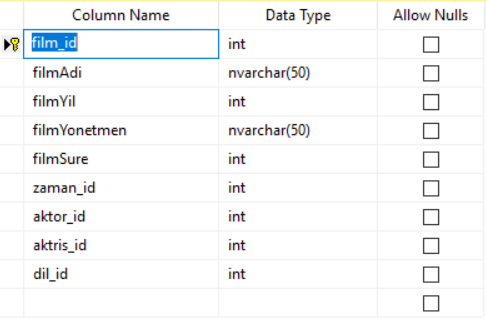 Column Name Data Type Allow Nulls
film_id int
filmAdi nvarchar(50)
filmYil int
filmYonetmen nvarchar(50)
filmSure int
zaman_id int
aktor_id int
aktris_id int
dil_id int